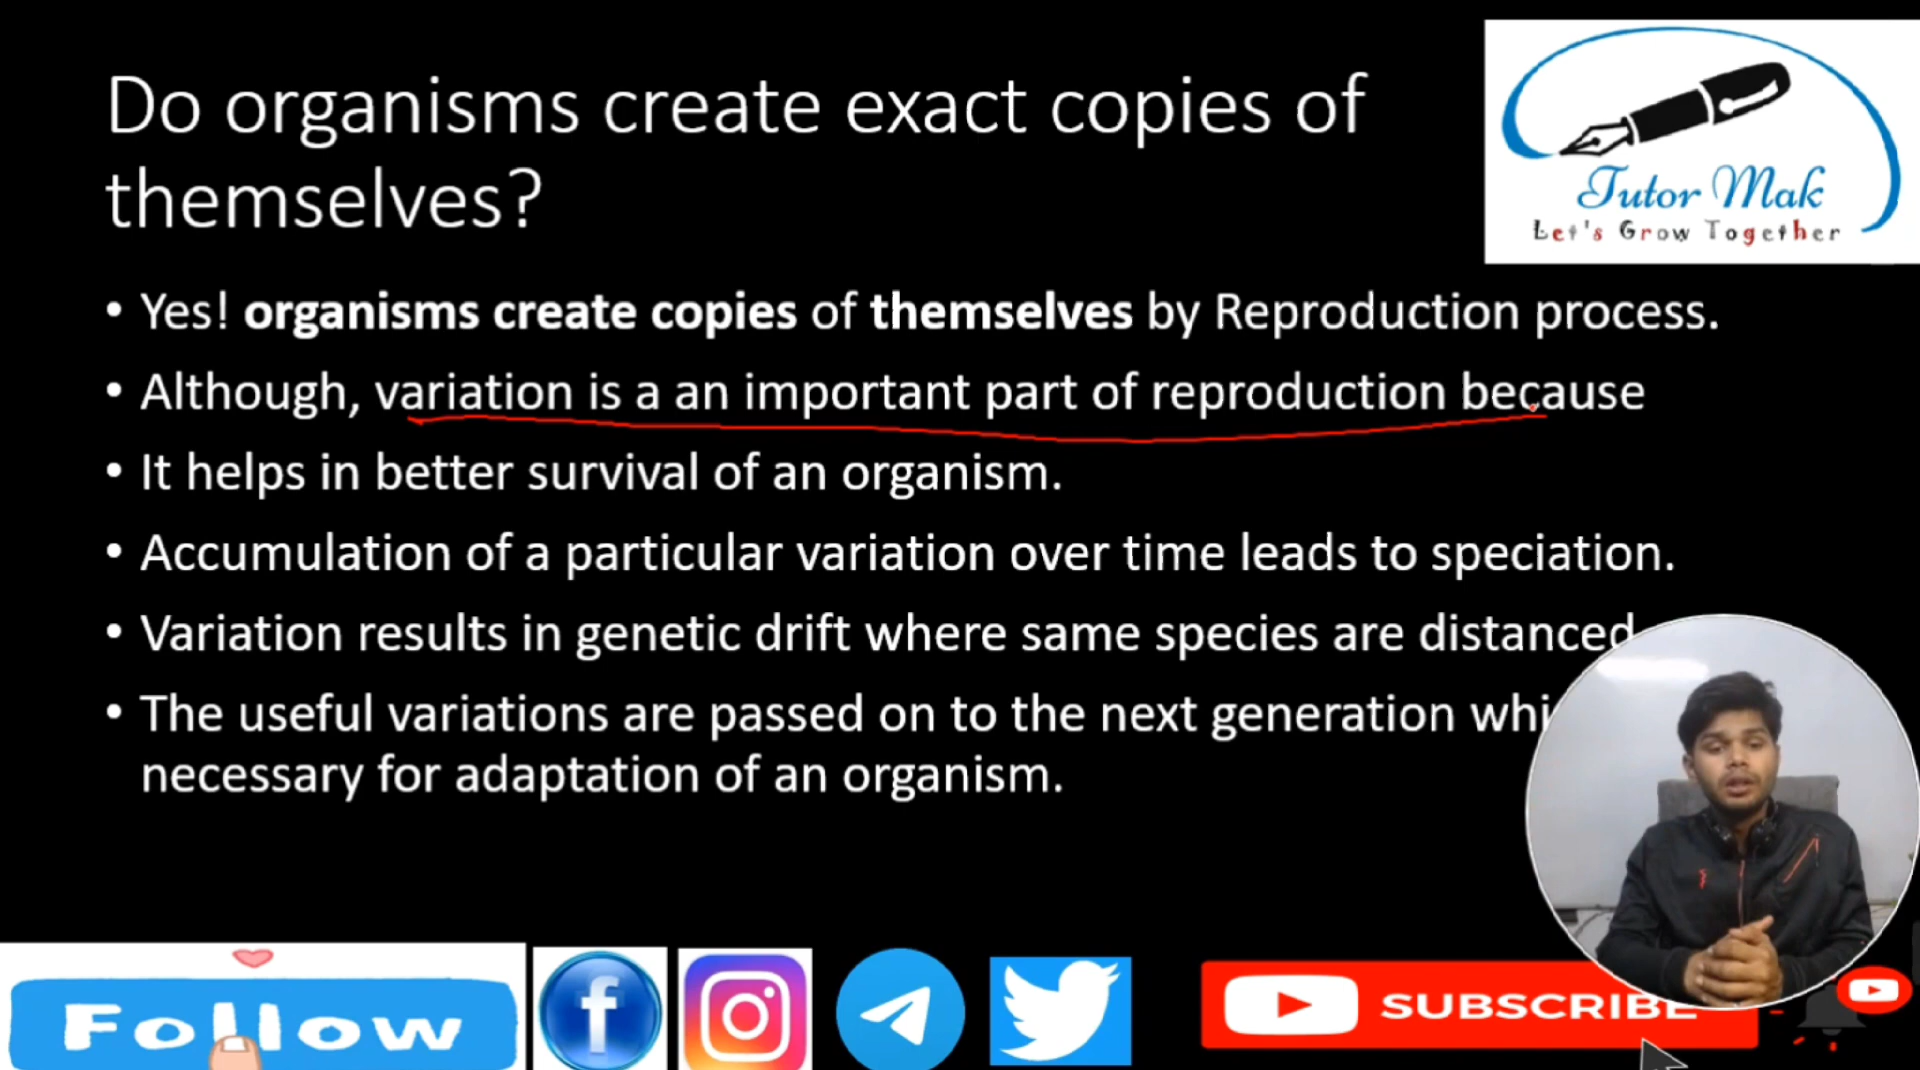 Do organisms create exact copies of
themselves?
Tutor Mak
Let's Grow Together
• Yes! organisms create copies of themselves by Reproduction process.
• Although, variation is a an important part of reproduction because
• It helps in better survival of an organism.
• Accumulation of a particular variation over time leads to speciation.
• Variation results in genetic drift where same species are distanced
• The useful variations are passed on to the next generation
necessary for adaptation of an organism.
Follow
SUBSCRIBE